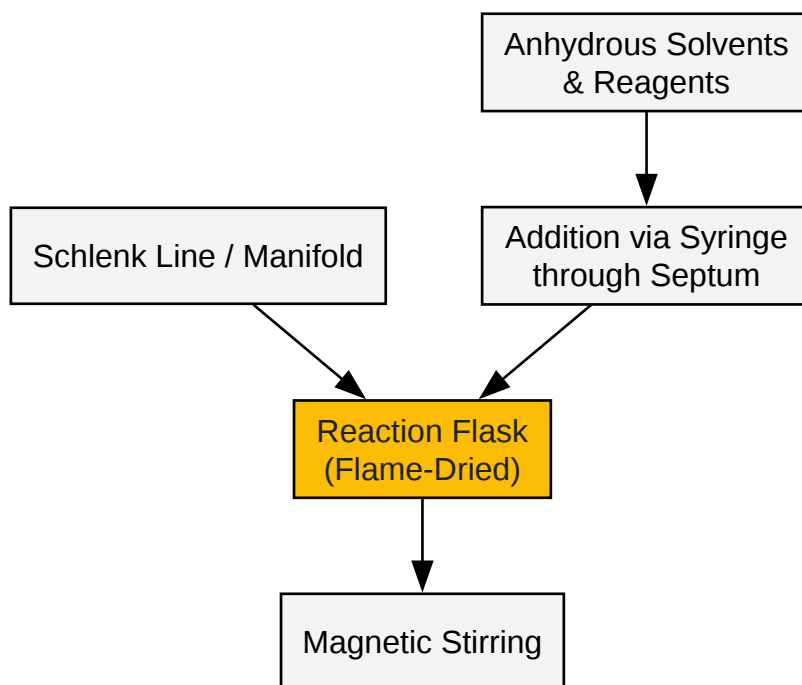 Anhydrous Solvents
& Reagents
Schlenk Line / Manifold
Addition via Syringe
through Septum
Reaction Flask
(Flame-Dried)
Magnetic Stirring